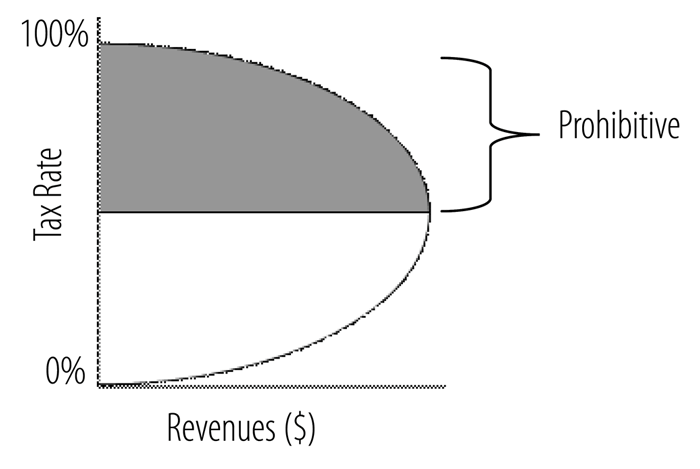 100%
Prohibitive
Tax Rate
0%
Revenues ($)